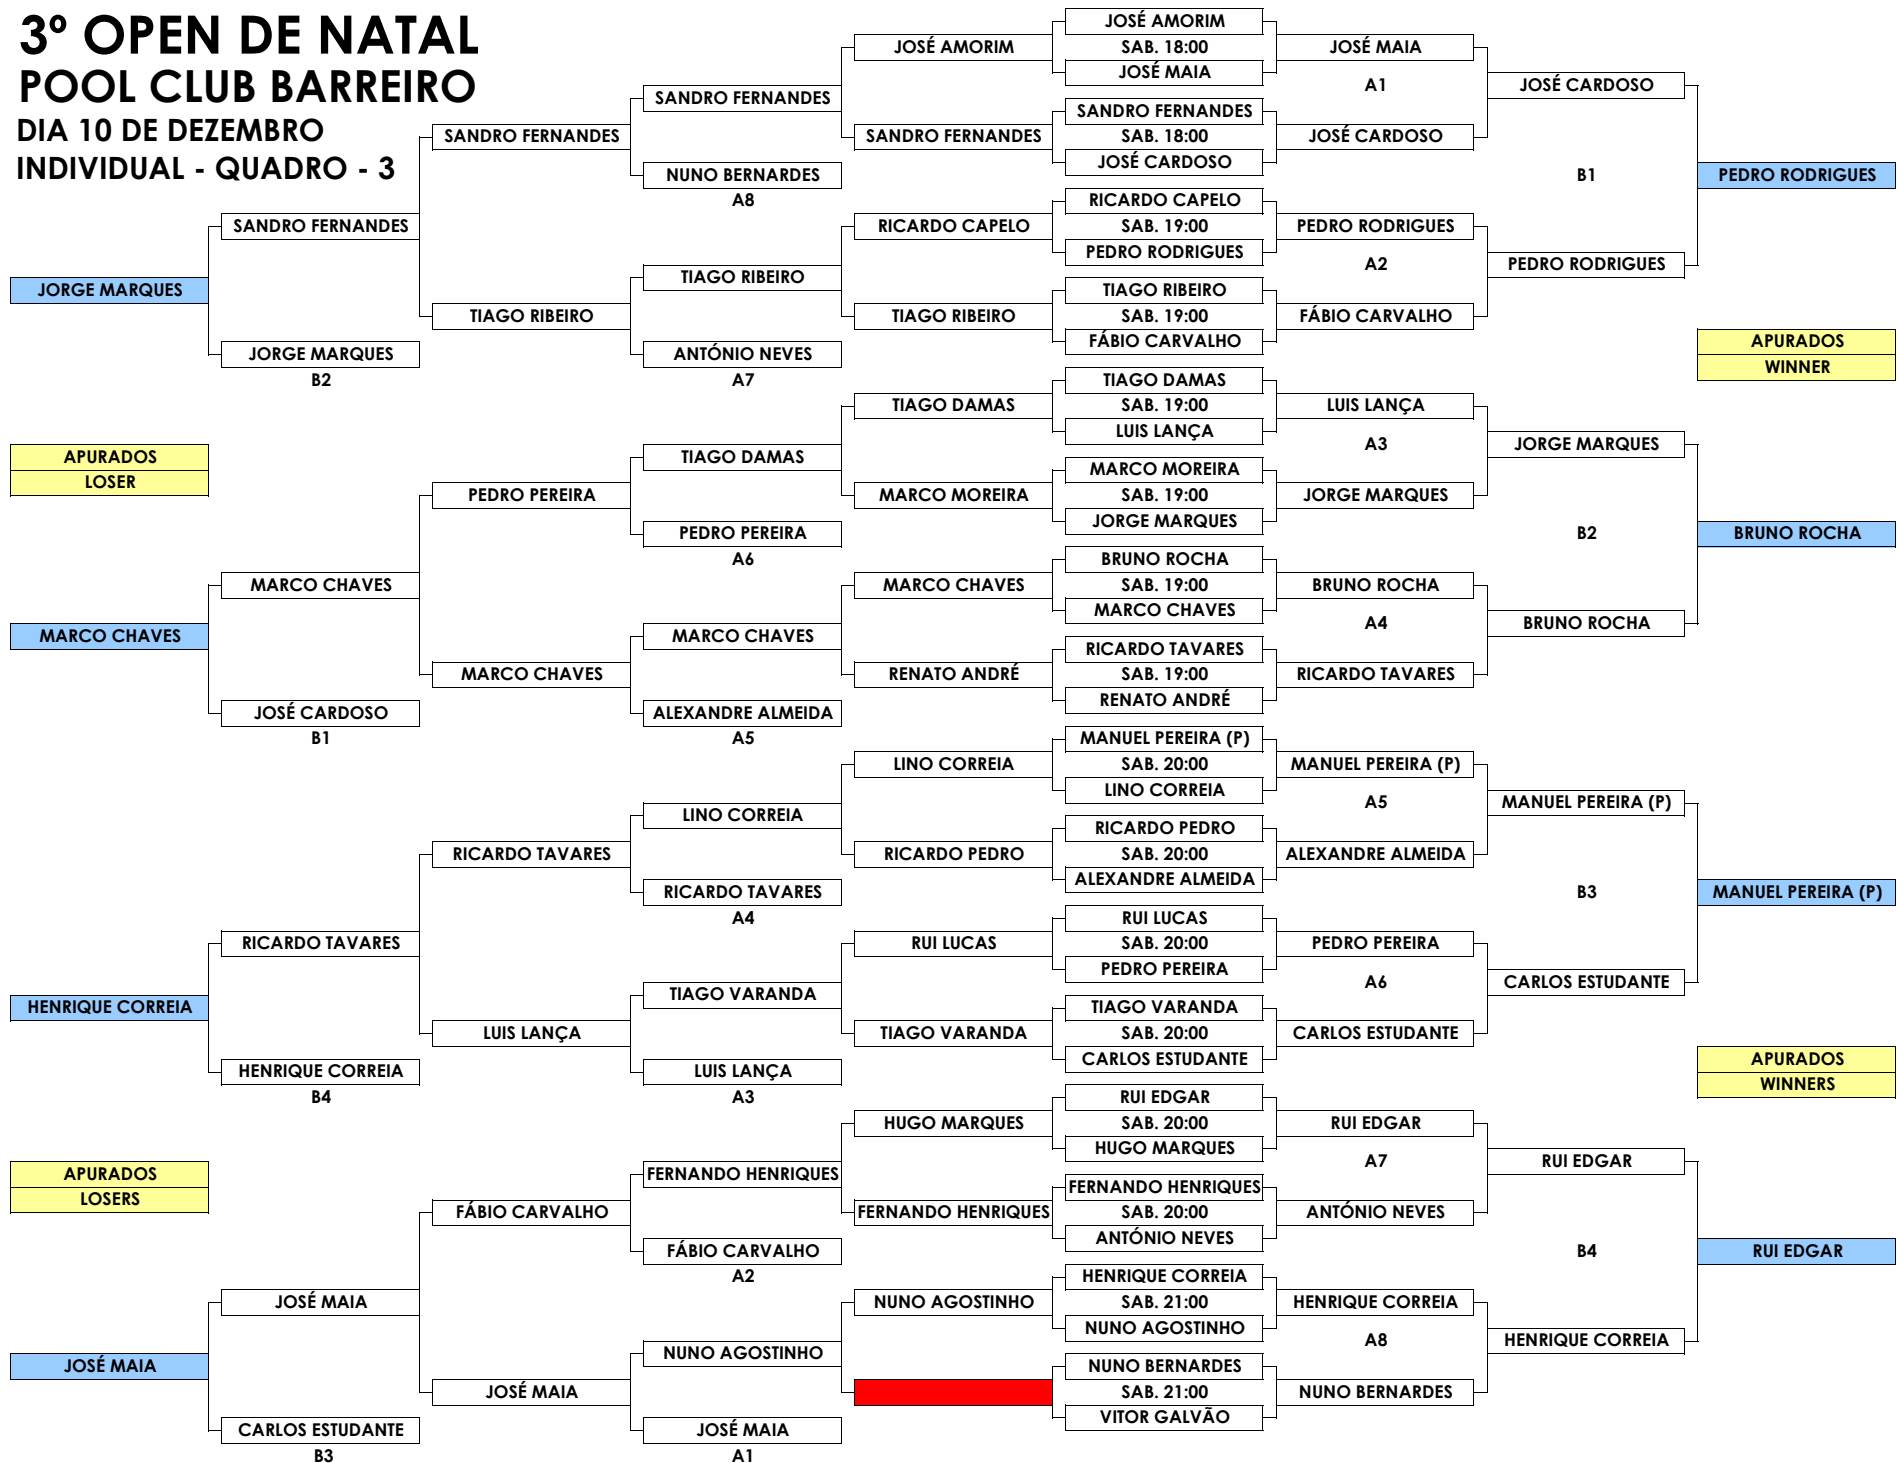 3º OPEN DE NATAL
POOL CLUB BARREIRO
DIA 10 DE DEZEMBRO
INDIVIDUAL - QUADRO - 3
JORGE MARQUES
APURADOS
LOSER
MARCO CHAVES
HENRIQUE CORREIA
APURADOS
LOSERS
JOSÉ MAIA
SANDRO FERNANDES
JORGE MARQUES
B2
MARCO CHAVES
JOSÉ CARDOSO
B1
RICARDO TAVARES
HENRIQUE CORREIA
B4
JOSÉ MAIA
CARLOS ESTUDANTE
B3
SANDRO FERNANDES
TIAGO RIBEIRO
PEDRO PEREIRA
MARCO CHAVES
RICARDO TAVARES
LUIS LANÇA
FÁBIO CARVALHO
JOSÉ MAIA
SANDRO FERNANDES
NUNO BERNARDES
A8
TIAGO RIBEIRO
ANTÓNIO NEVES
A7
TIAGO DAMAS
PEDRO PEREIRA
A6
MARCO CHAVES
ALEXANDRE ALMEIDA
A5
LINO CORREIA
RICARDO TAVARES
A4
TIAGO VARANDA
LUIS LANÇA
A3
FERNANDO HENRIQUES
FÁBIO CARVALHO
A2
NUNO AGOSTINHO
JOSÉ MAIA
A1
JOSÉ AMORIM
SANDRO FERNANDES
RICARDO CAPELO
TIAGO RIBEIRO
TIAGO DAMAS
MARCO MOREIRA
MARCO CHAVES
RENATO ANDRÉ
LINO CORREIA
RICARDO PEDRO
RUI LUCAS
TIAGO VARANDA
HUGO MARQUES
FERNANDO HENRIQUES
NUNO AGOSTINHO
JOSÉ AMORIM
SAB. 18:00
JOSÉ MAIA
SANDRO FERNANDES
SAB. 18:00
JOSÉ CARDOSO
RICARDO CAPELO
SAB. 19:00
PEDRO RODRIGUES
TIAGO RIBEIRO
SAB. 19:00
FÁBIO CARVALHO
TIAGO DAMAS
SAB. 19:00
LUIS LANÇA
MARCO MOREIRA
SAB. 19:00
JORGE MARQUES
BRUNO ROCHA
SAB. 19:00
MARCO CHAVES
RICARDO TAVARES
SAB. 19:00
RENATO ANDRÉ
MANUEL PEREIRA (P)
SAB. 20:00
LINO CORREIA
RICARDO PEDRO
SAB. 20:00
ALEXANDRE ALMEIDA
RUI LUCAS
SAB. 20:00
PEDRO PEREIRA
TIAGO VARANDA
SAB. 20:00
CARLOS ESTUDANTE
RUI EDGAR
SAB. 20:00
HUGO MARQUES
FERNANDO HENRIQUES
SAB. 20:00
ANTÓNIO NEVES
HENRIQUE CORREIA
SAB. 21:00
NUNO AGOSTINHO
NUNO BERNARDES
SAB. 21:00
VITOR GALVÃO
JOSÉ MAIA
A1
JOSÉ CARDOSO
PEDRO RODRIGUES
A2
FÁBIO CARVALHO
LUIS LANÇA
A3
JORGE MARQUES
BRUNO ROCHA
A4
RICARDO TAVARES
MANUEL PEREIRA (P)
A5
ALEXANDRE ALMEIDA
PEDRO PEREIRA
A6
CARLOS ESTUDANTE
RUI EDGAR
A7
ANTÓNIO NEVES
HENRIQUE CORREIA
A8
NUNO BERNARDES
JOSÉ CARDOSO
B1
PEDRO RODRIGUES
JORGE MARQUES
B2
BRUNO ROCHA
MANUEL PEREIRA (P)
B3
CARLOS ESTUDANTE
RUI EDGAR
B4
HENRIQUE CORREIA
PEDRO RODRIGUES
APURADOS
WINNER
BRUNO ROCHA
MANUEL PEREIRA (P)
APURADOS
WINNERS
RUI EDGAR